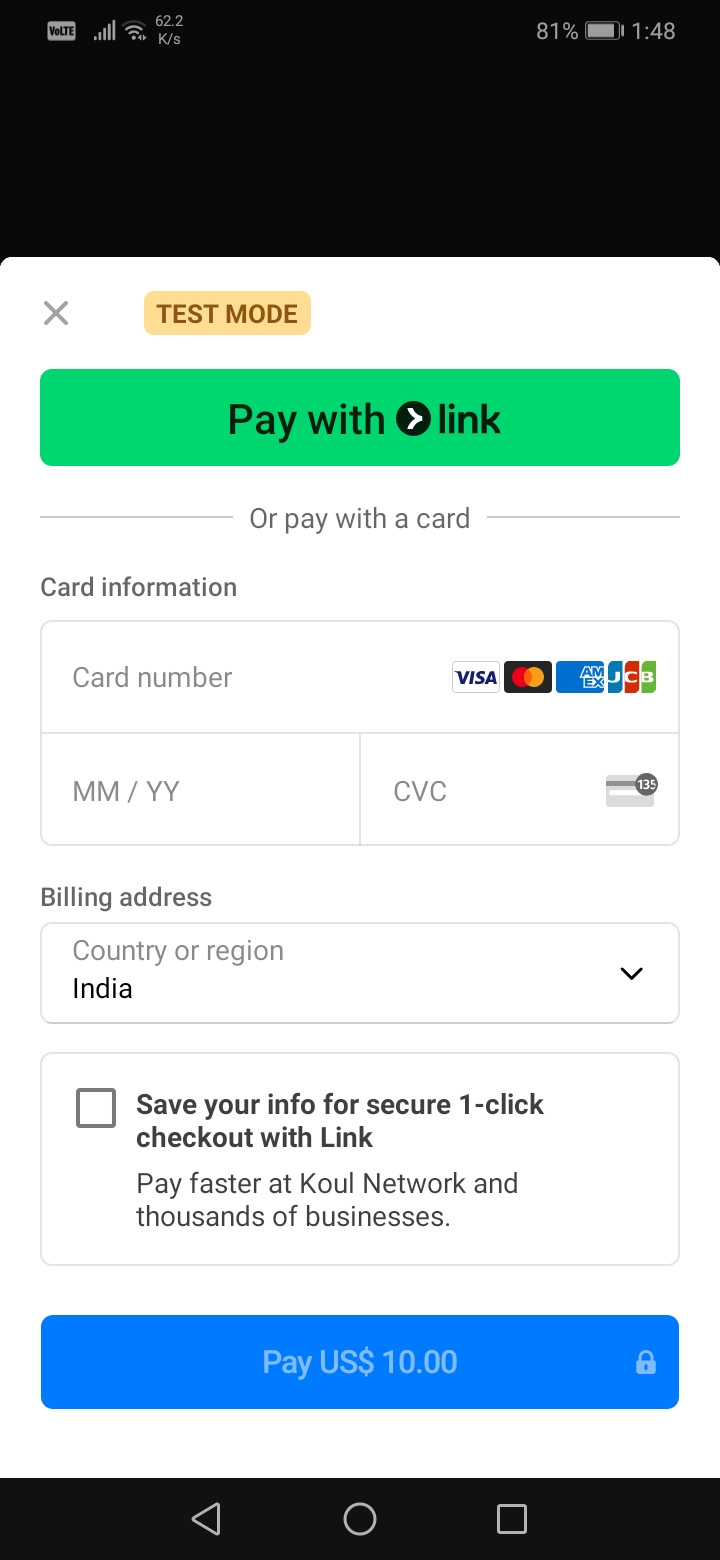 VoLTE 62.2 K/s 81% 1:48
TEST MODE
Pay with link
Or pay with a card
Card information
Card number VISA AM EX JCB
MM / YY CVC 135
Billing address
Country or region
India
Save your info for secure 1-click
checkout with Link
Pay faster at Koul Network and
thousands of businesses.
Pay US$ 10.00